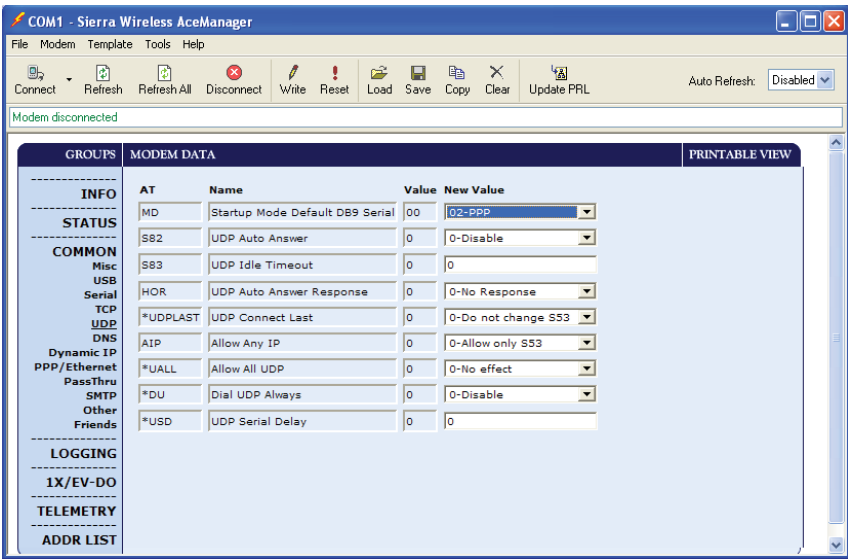 COM1 - Sierra Wireless AceManager
File Modem Template Tools Help
Connect Refresh Refresh All Disconnect Write Reset Load Save Copy Clear Update PRL Auto Refresh: Disabled
Modem disconnected
GROUPS MODEM DATA PRINTABLE VIEW
INFO
STATUS
COMMON
Misc
USB
Serial
TCP
UDP
DNS
Dynamic IP
PPP/Ethernet
PassThru
SMTP
Other
Friends
LOGGING
1X/EV-DO
TELEMETRY
ADDR LIST
AT Name Value New Value
MD Startup Mode Default DB9 Serial 00 02-PPP
S82 UDP Auto Answer 0 0-Disable
S83 UDP Idle Timeout 0 0
HOR UDP Auto Answer Response 0 0-No Response
*UDPLAST UDP Connect Last 0 0-Do not change S53
AIP Allow Any IP 0 0-Allow only S53
*UALL Allow All UDP 0 0-No effect
*DU Dial UDP Always 0 0-Disable
*USD UDP Serial Delay 0 0